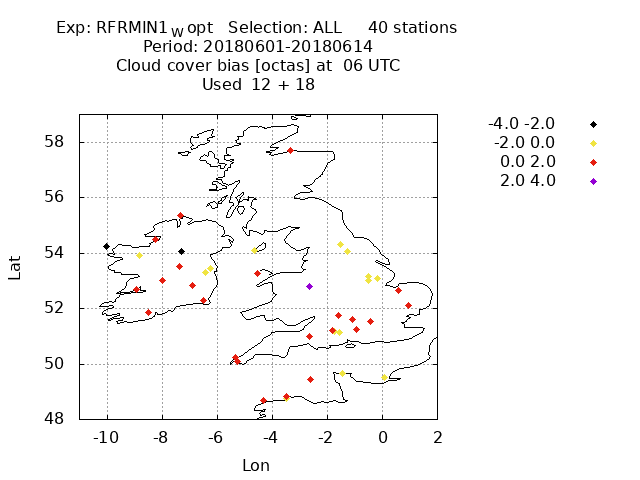 Exp: RFRMIN1_W opt Selection: ALL 40 stations
Period: 20180601-20180614
Cloud cover bias [octas] at 06 UTC
Used 12 + 18
-4.0 -2.0
-2.0 0.0
0.0 2.0
2.0 4.0
58
56
54
52
50
48
Lat
-10 -8 -6 -4 -2 0 2
Lon